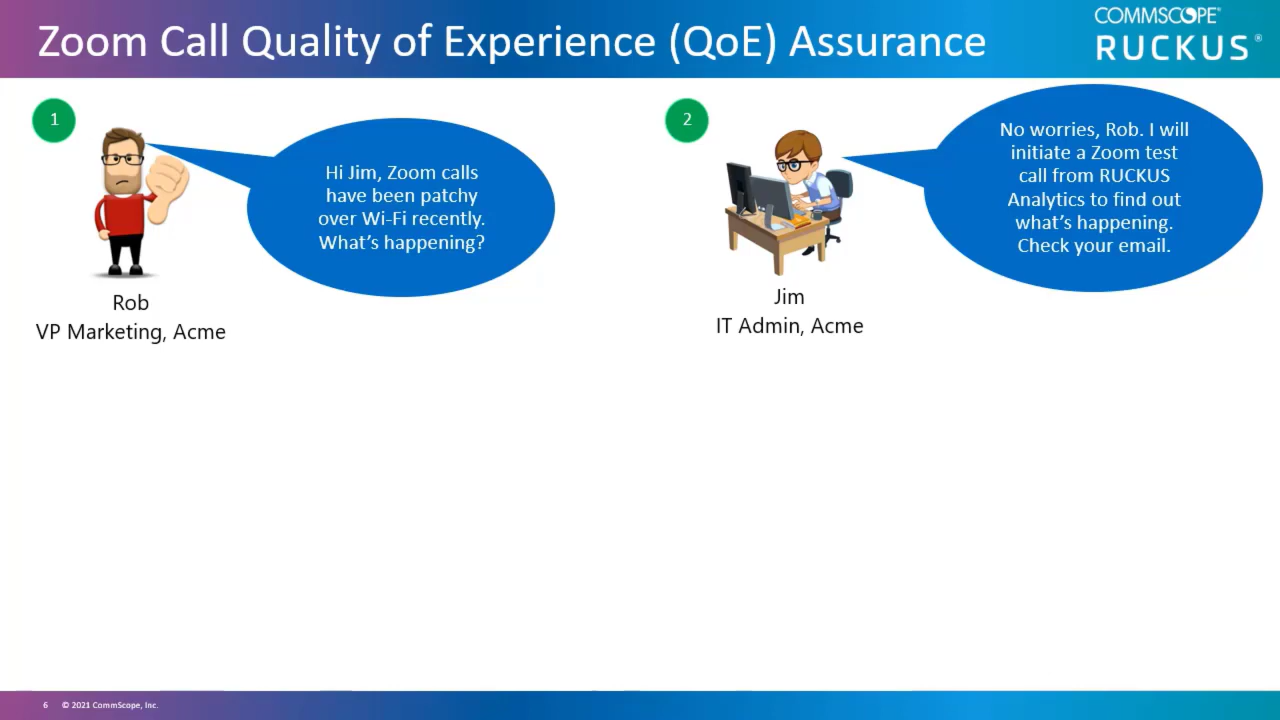 Zoom Call Quality of Experience (QoE) Assurance
COMMSCOPE®
RUCKUS®
1
Hi Jim, Zoom calls
have been patchy
over Wi-Fi recently.
What's happening?
Rob
VP Marketing, Acme
2
No worries, Rob. I will
initiate a Zoom test
call from RUCKUS
Analytics to find out
what's happening.
Check your email.
Jim
IT Admin, Acme
6 © 2021 CommScope, Inc.